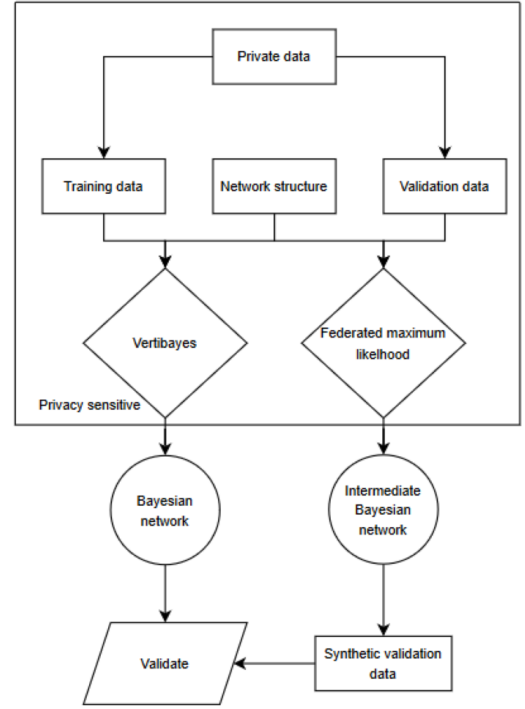 Private data
Training data
Network structure
Validation data
Vertibayes
Federated maximum
likelhood
Privacy sensitive
Bayesian
network
Intermediate
Bayesian
network
Validate
Synthetic validation
data